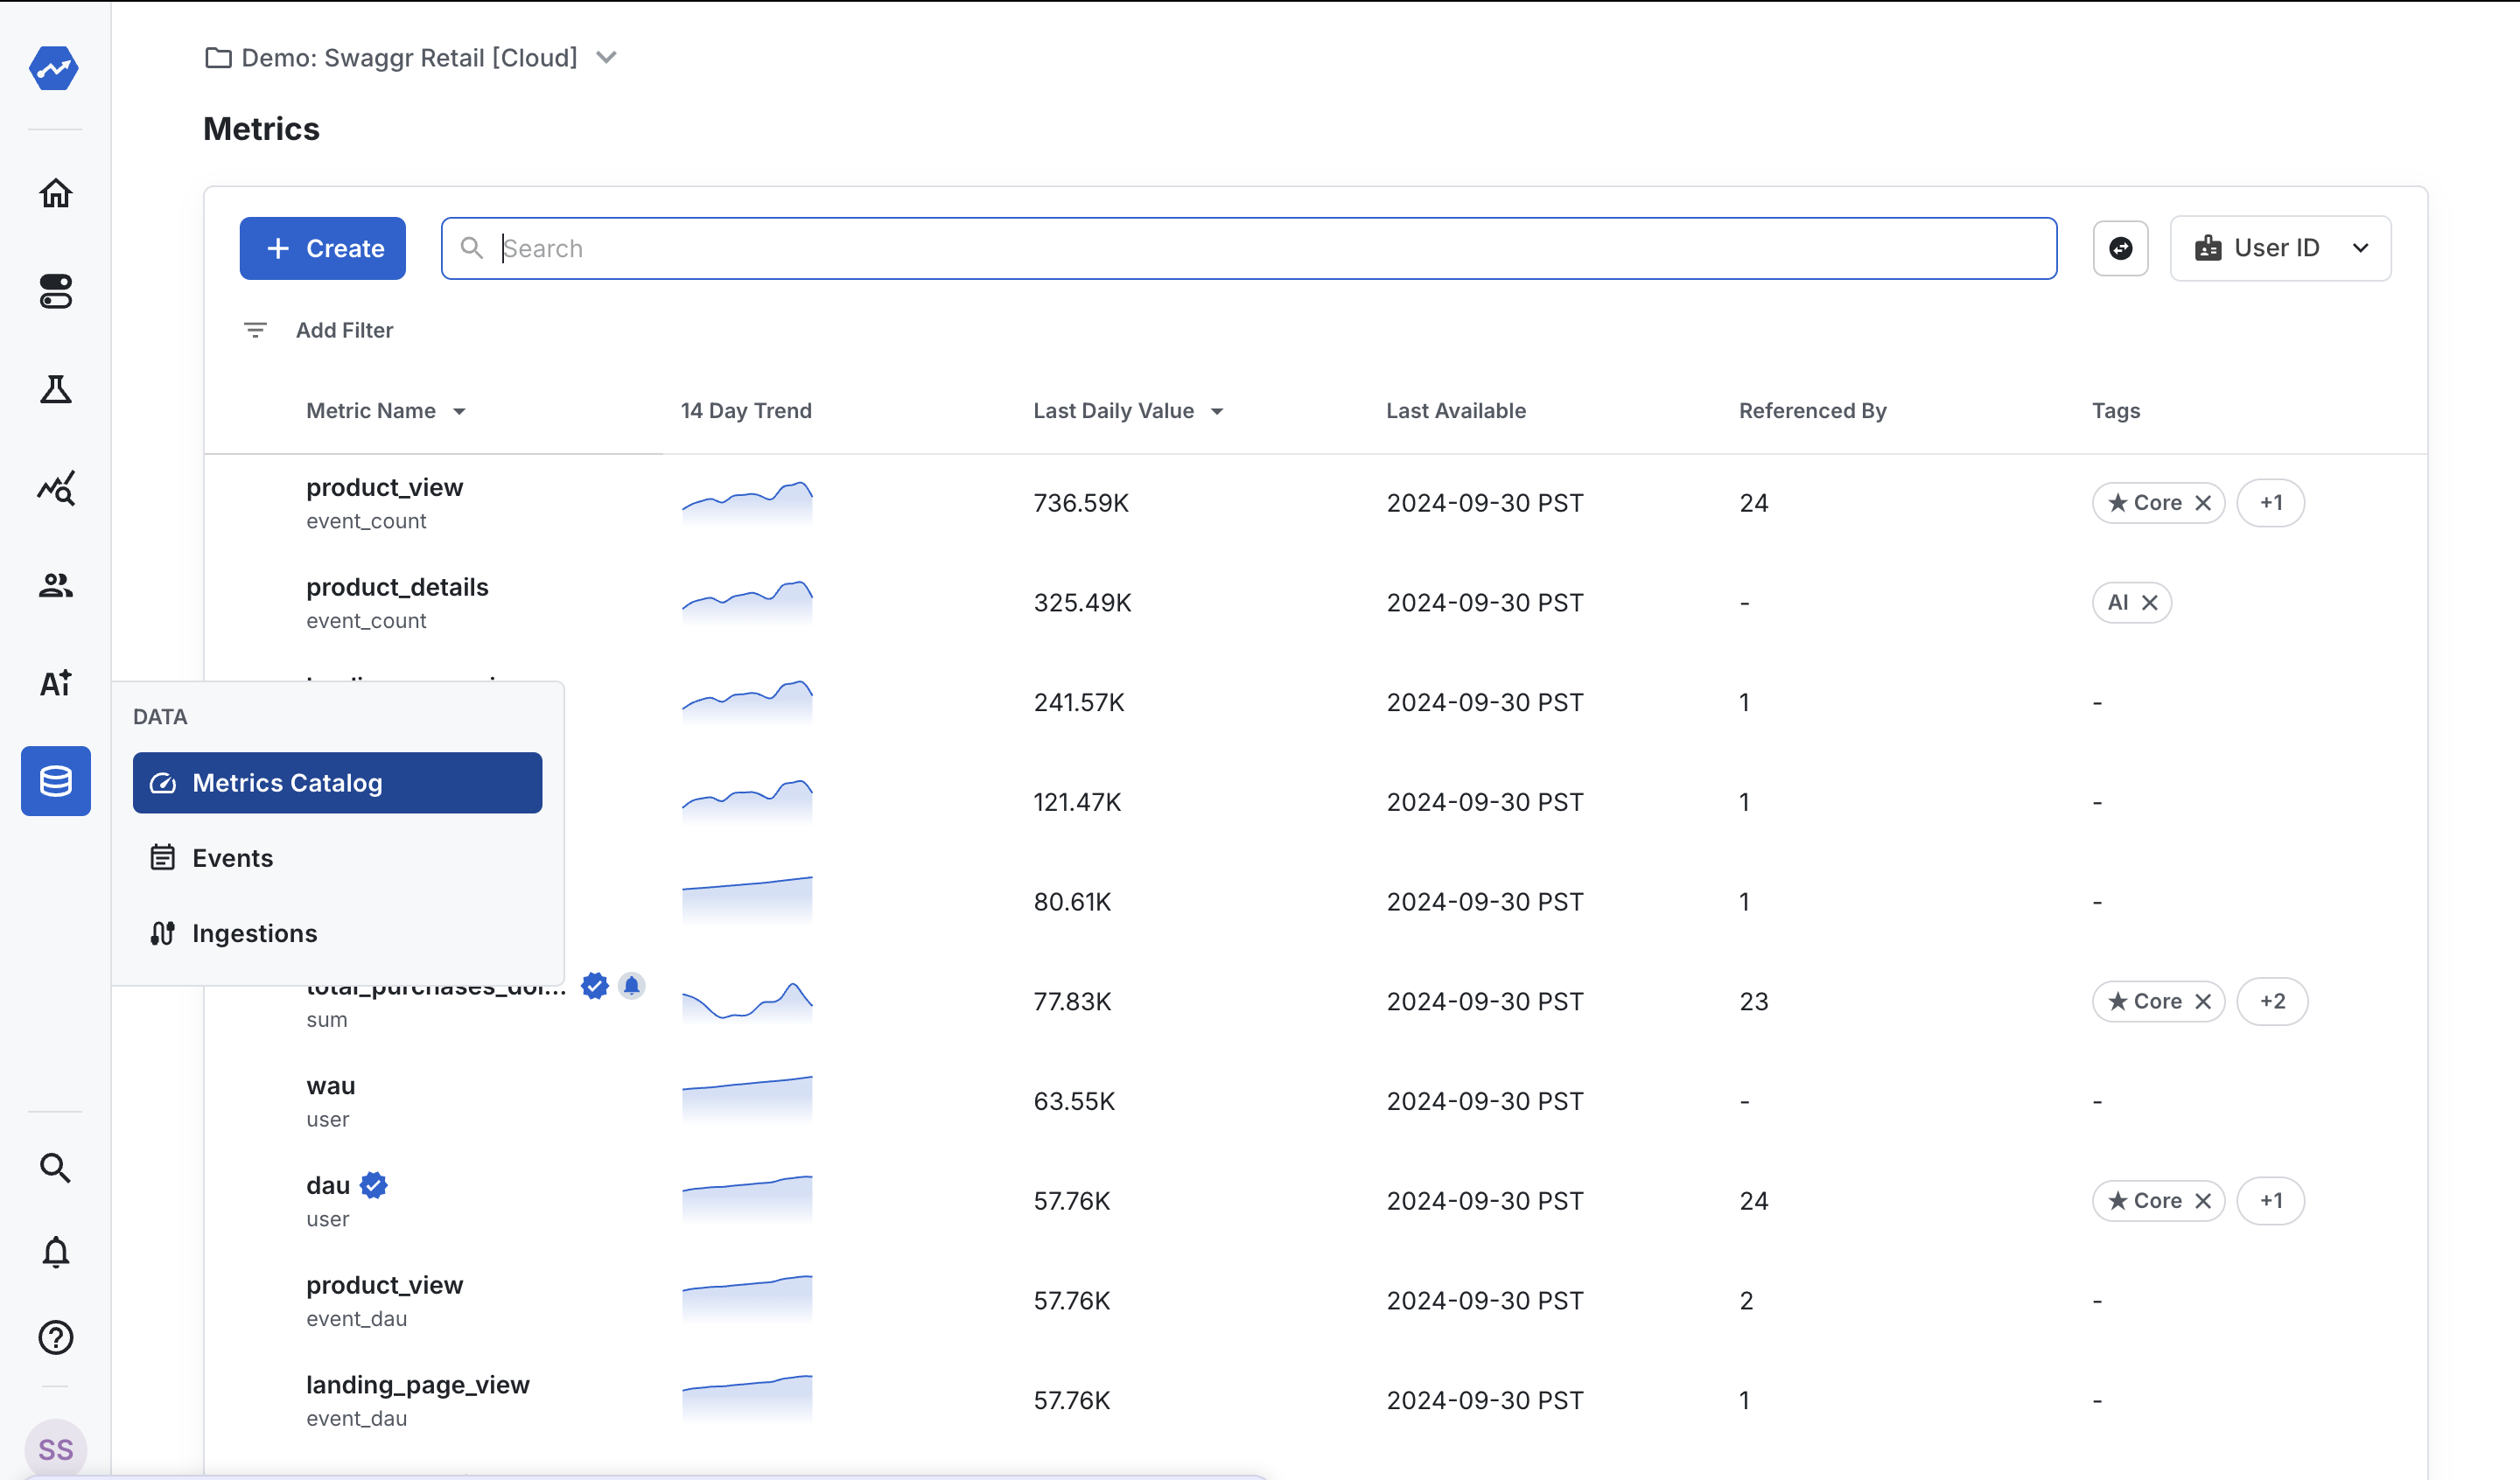 Demo: Swaggr Retail [Cloud]
Metrics
Create
Search
User ID
Add Filter
Metric Name 14 Day Trend Last Daily Value Last Available Referenced By Tags
product_view
event_count
736.59K 2024-09-30 PST 24 Core +1
product_details
event_count
325.49K 2024-09-30 PST - AI
241.57K 2024-09-30 PST 1 -
Ai
DATA
Metrics Catalog
Events
Ingestions
121.47K 2024-09-30 PST 1 -
80.61K 2024-09-30 PST 1 -
total_purchases_dol...
sum
77.83K 2024-09-30 PST 23 Core +2
wau
user
63.55K 2024-09-30 PST - -
dau
user
57.76K 2024-09-30 PST 24 Core +1
product_view
event_dau
57.76K 2024-09-30 PST 2 -
landing_page_view
event_dau
57.76K 2024-09-30 PST 1 -
SS